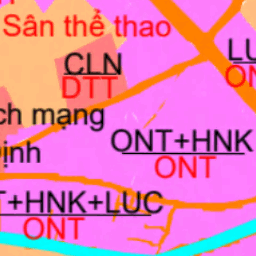 Sân thể thao
CLN
DTT
LU
ON
ch mạng
ịnh
ONT+HNK
ONT
T+HNK+LUC
ONT